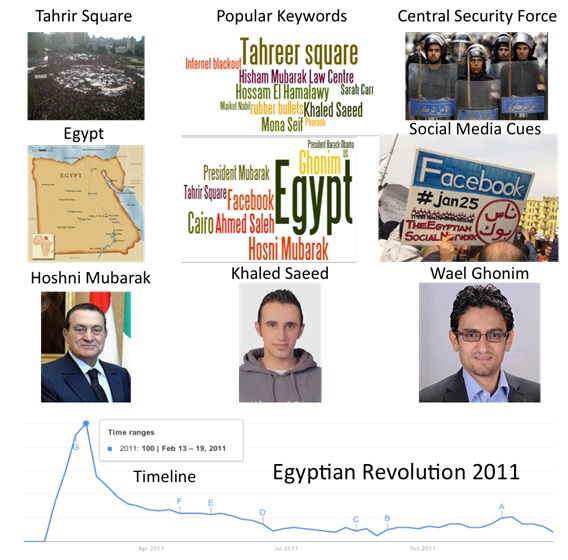 Tahrir Square
Popular Keywords
Central Security Force
Tahreer square
Internet blackout
Hisham Mubarak Law Centre
Hossam El Hamalawy
Sarah Carr
Maikel Nabil
rubber bullets
Khaled Saeed
Mona Seif
Pharaoh
Egypt
Social Media Cues
EGYPT
President Barack Obama
Ghonim
US
President Mubarak
Tahrir Square
Facebook
Egypt
Cairo
Ahmed Saleh
Hosni Mubarak
Facebook
#Jan25
THE EGYPTIAN
SOCIAL NETWORK
ناس
بوك
Hoshni Mubarak
Khaled Saeed
Wael Ghonim
Time ranges
2011: 100 | Feb 13 – 19, 2011
G
Timeline
Egyptian Revolution 2011
F
E
D
C
B
A
Apr 2011
Jul 2011
Oct 2011